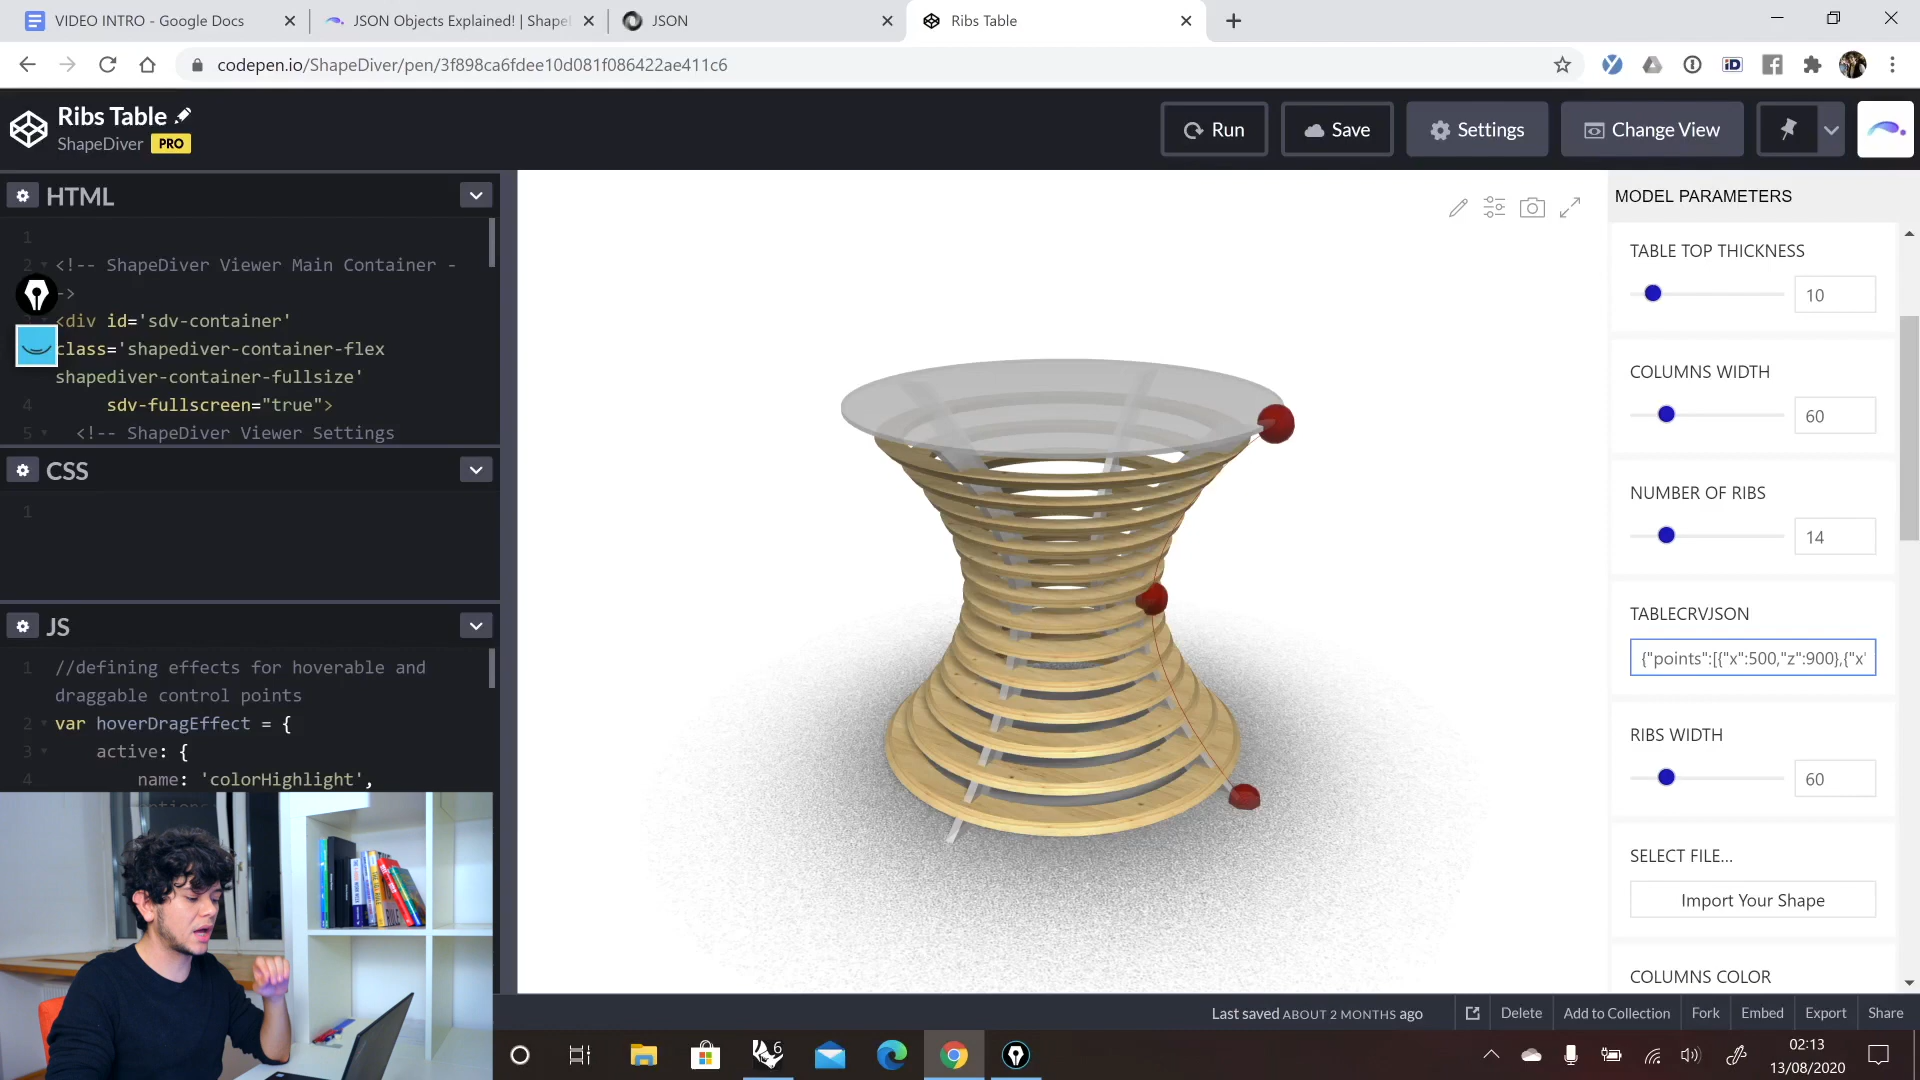 VIDEO INTRO - Google Docs
JSON Objects Explained! | Shape
JSON
Ribs Table
codepen.io/ShapeDiver/pen/3f898ca6fdee10d081f086422ae411c6
Ribs Table
ShapeDiver PRO
Run
Save
Settings
Change View
HTML
1
2 <!-- ShapeDiver Viewer Main Container -
->
<div id='sdv-container'
class='shapediver-container-flex
shapediver-container-fullsize'
4 sdv-fullscreen="true">
5 <!-- ShapeDiver Viewer Settings
CSS
1
JS
1 //defining effects for hoverable and
draggable control points
2 var hoverDragEffect = {
3 active: {
4 name: 'colorHighlight',
MODEL PARAMETERS
TABLE TOP THICKNESS
10
COLUMNS WIDTH
60
NUMBER OF RIBS
14
TABLECRVJSON
{"points":[{"x":500,"z":900},{"x"
RIBS WIDTH
60
SELECT FILE...
Import Your Shape
COLUMNS COLOR
Last saved ABOUT 2 MONTHS ago
Delete
Add to Collection
Fork
Embed
Export
Share
6
02:13
13/08/2020